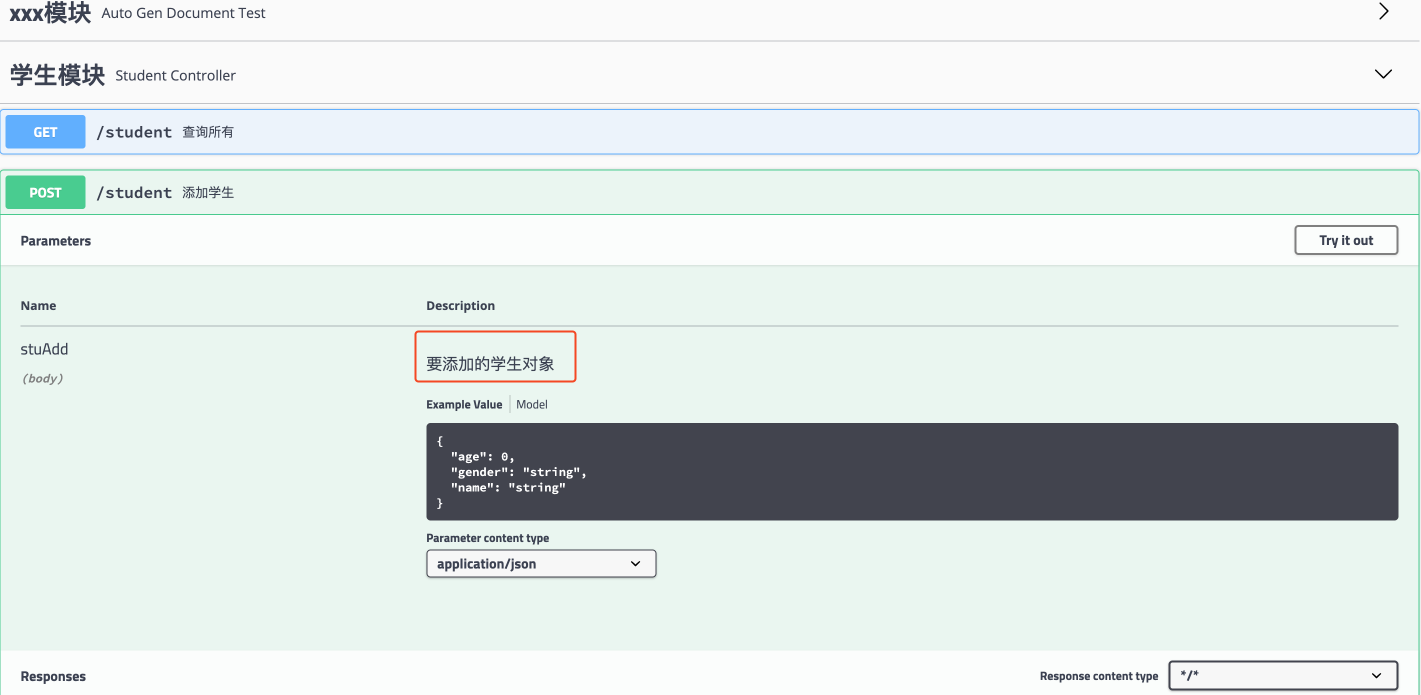 xxx模块 Auto Gen Document Test
学生模块 Student Controller
GET /student 查询所有
POST /student 添加学生
Parameters Try it out
Name Description
stuAdd
要添加的学生对象
(body)
Example Value Model
{
"age": 0,
"gender": "string",
"name": "string"
}
Parameter content type
application/json
Responses Response content type */*